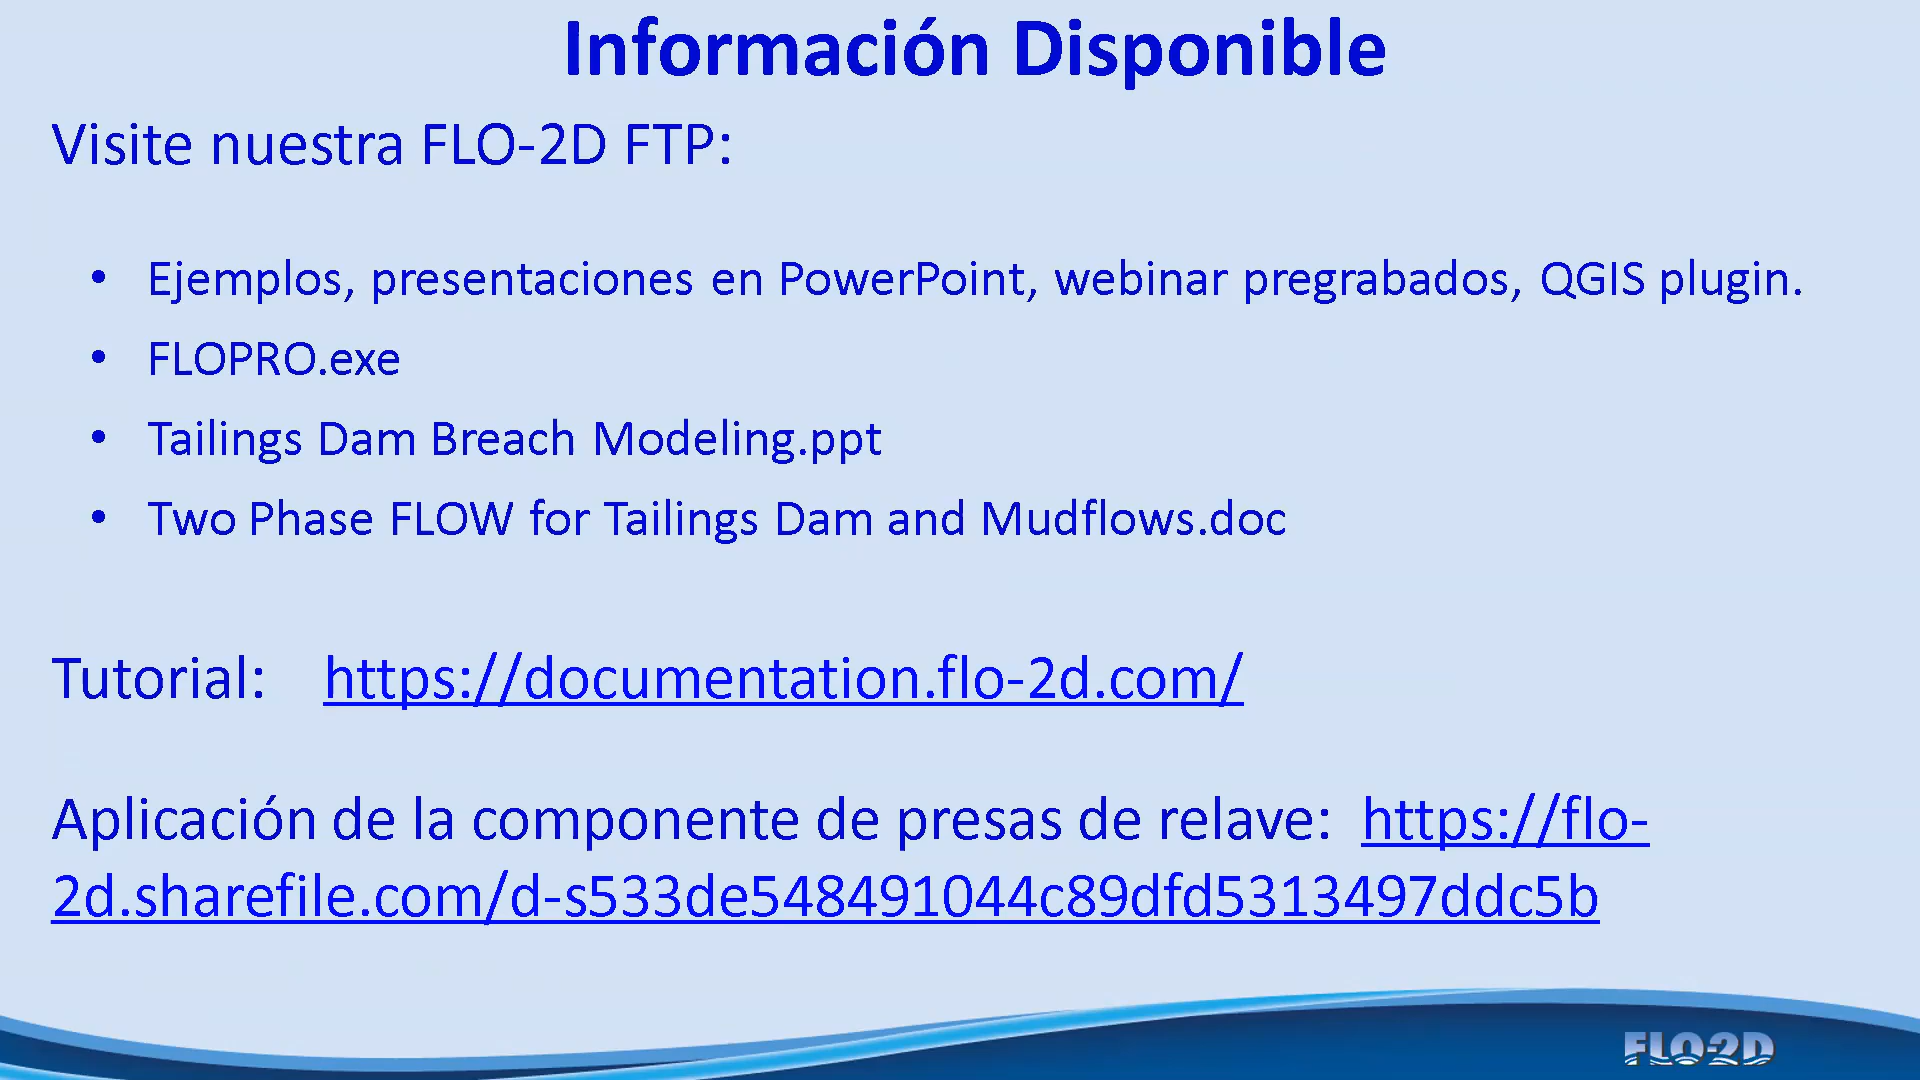 Información Disponible
Visite nuestra FLO-2D FTP:
• Ejemplos, presentaciones en PowerPoint, webinar pregrabados, QGIS plugin.
• FLOPRO.exe
• Tailings Dam Breach Modeling.ppt
• Two Phase FLOW for Tailings Dam and Mudflows.doc
Tutorial: https://documentation.flo-2d.com/
Aplicación de la componente de presas de relave: https://flo-
2d.sharefile.com/d-s533de548491044c89dfd5313497ddc5b
FLO-2D